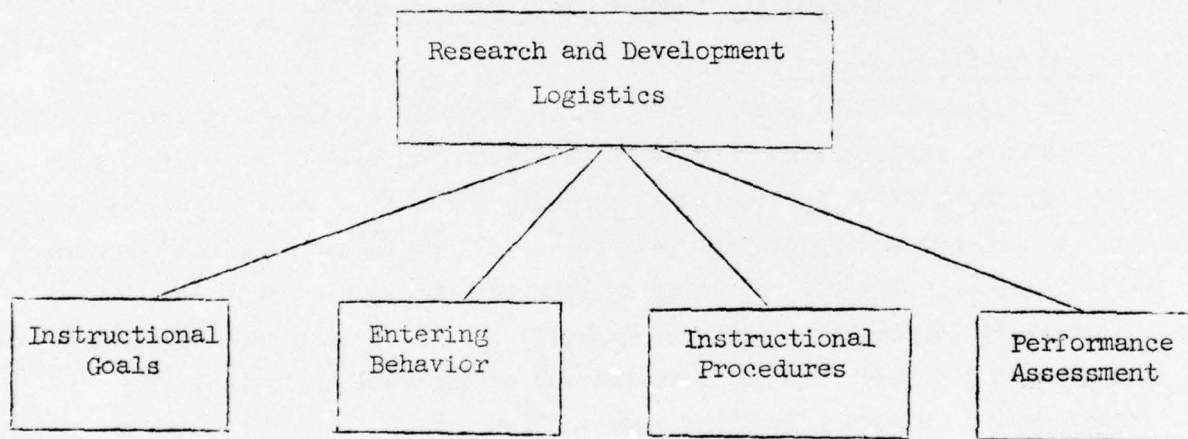 Research and Development
Logistics
Instructional
Goals
Entering
Behavior
Instructional
Procedures
Performance
Assessment